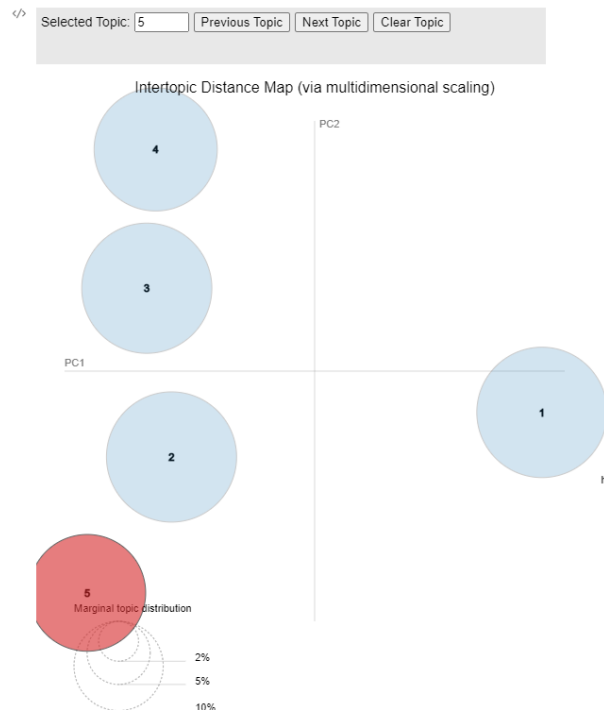 </>
Selected Topic: 5 Previous Topic Next Topic Clear Topic
Intertopic Distance Map (via multidimensional scaling)
PC2
4
3
PC1
1
2
5
Marginal topic distribution
2%
5%
10%